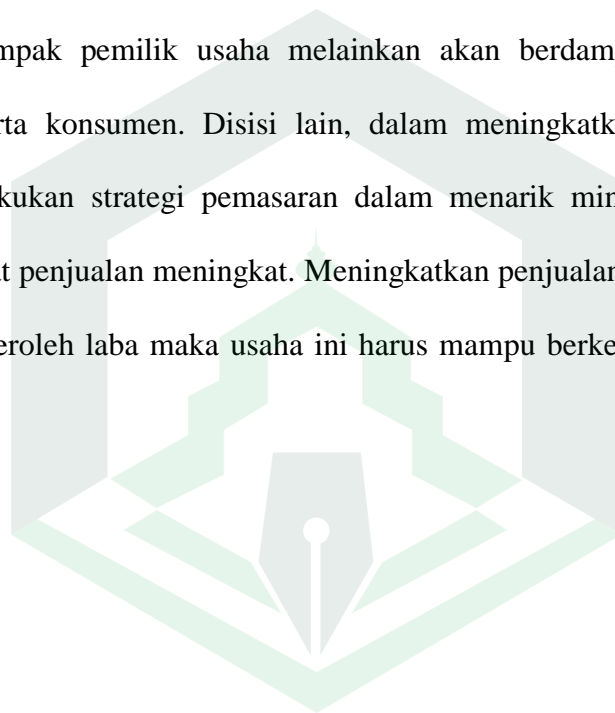 mpak pemilik usaha melainkan akan berdam
rta konsumen. Disisi lain, dalam meningkatk
kukan strategi pemasaran dalam menarik min
t penjualan meningkat. Meningkatkan penjualan
eroleh laba maka usaha ini harus mampu berke